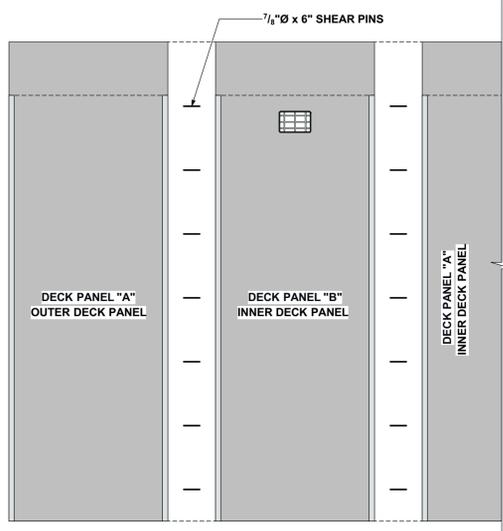 ⁷/₈"Ø x 6" SHEAR PINS
DECK PANEL "A"
OUTER DECK PANEL
DECK PANEL "B"
INNER DECK PANEL
DECK PANEL "A"
INNER DECK PANEL